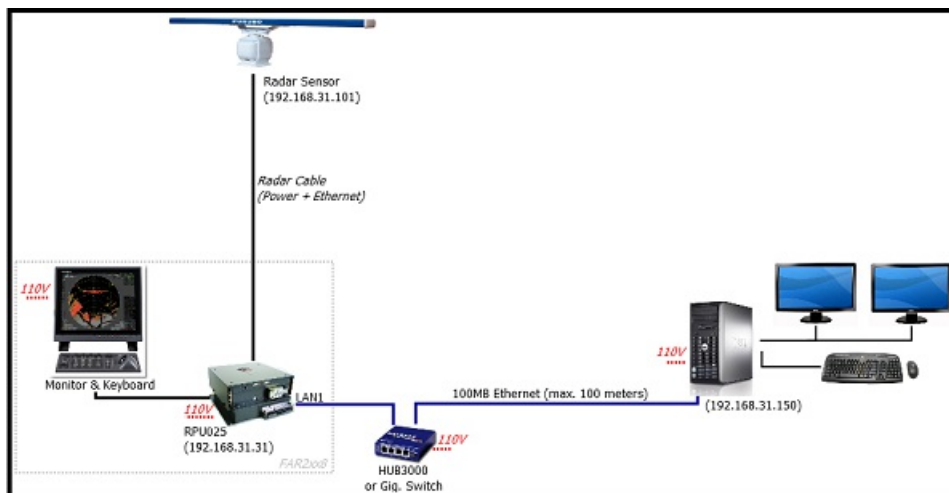 FURUNO
Radar Sensor
(192.168.31.101)
Radar Cable
(Power + Ethernet)
110V
Monitor & Keyboard
110V
RPU025
(192.168.31.31)
LAN1
FAR2xx8
100MB Ethernet (max. 100 meters)
110V
HUB3000
or Gig. Switch
110V
(192.168.31.150)